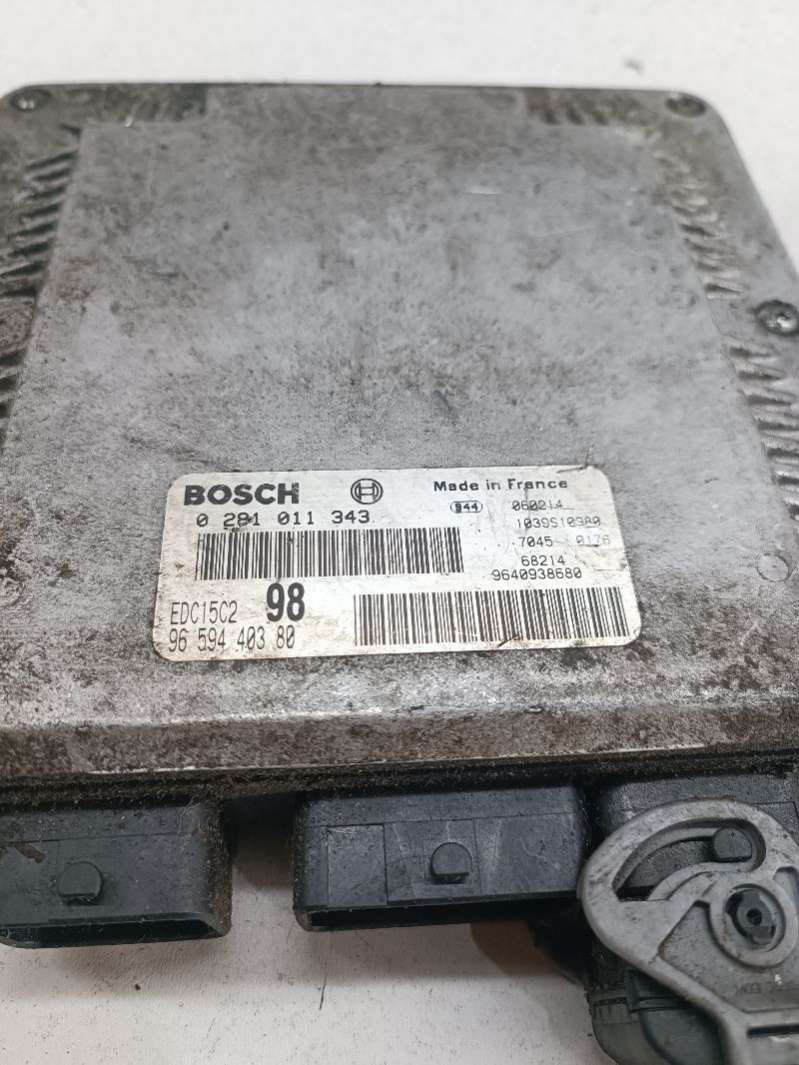 BOSCH Made in France
0 281 011 343 944 060214
1039S103A0
7045 0176
68214
9640938680
EDC15C2 98
96 594 403 80